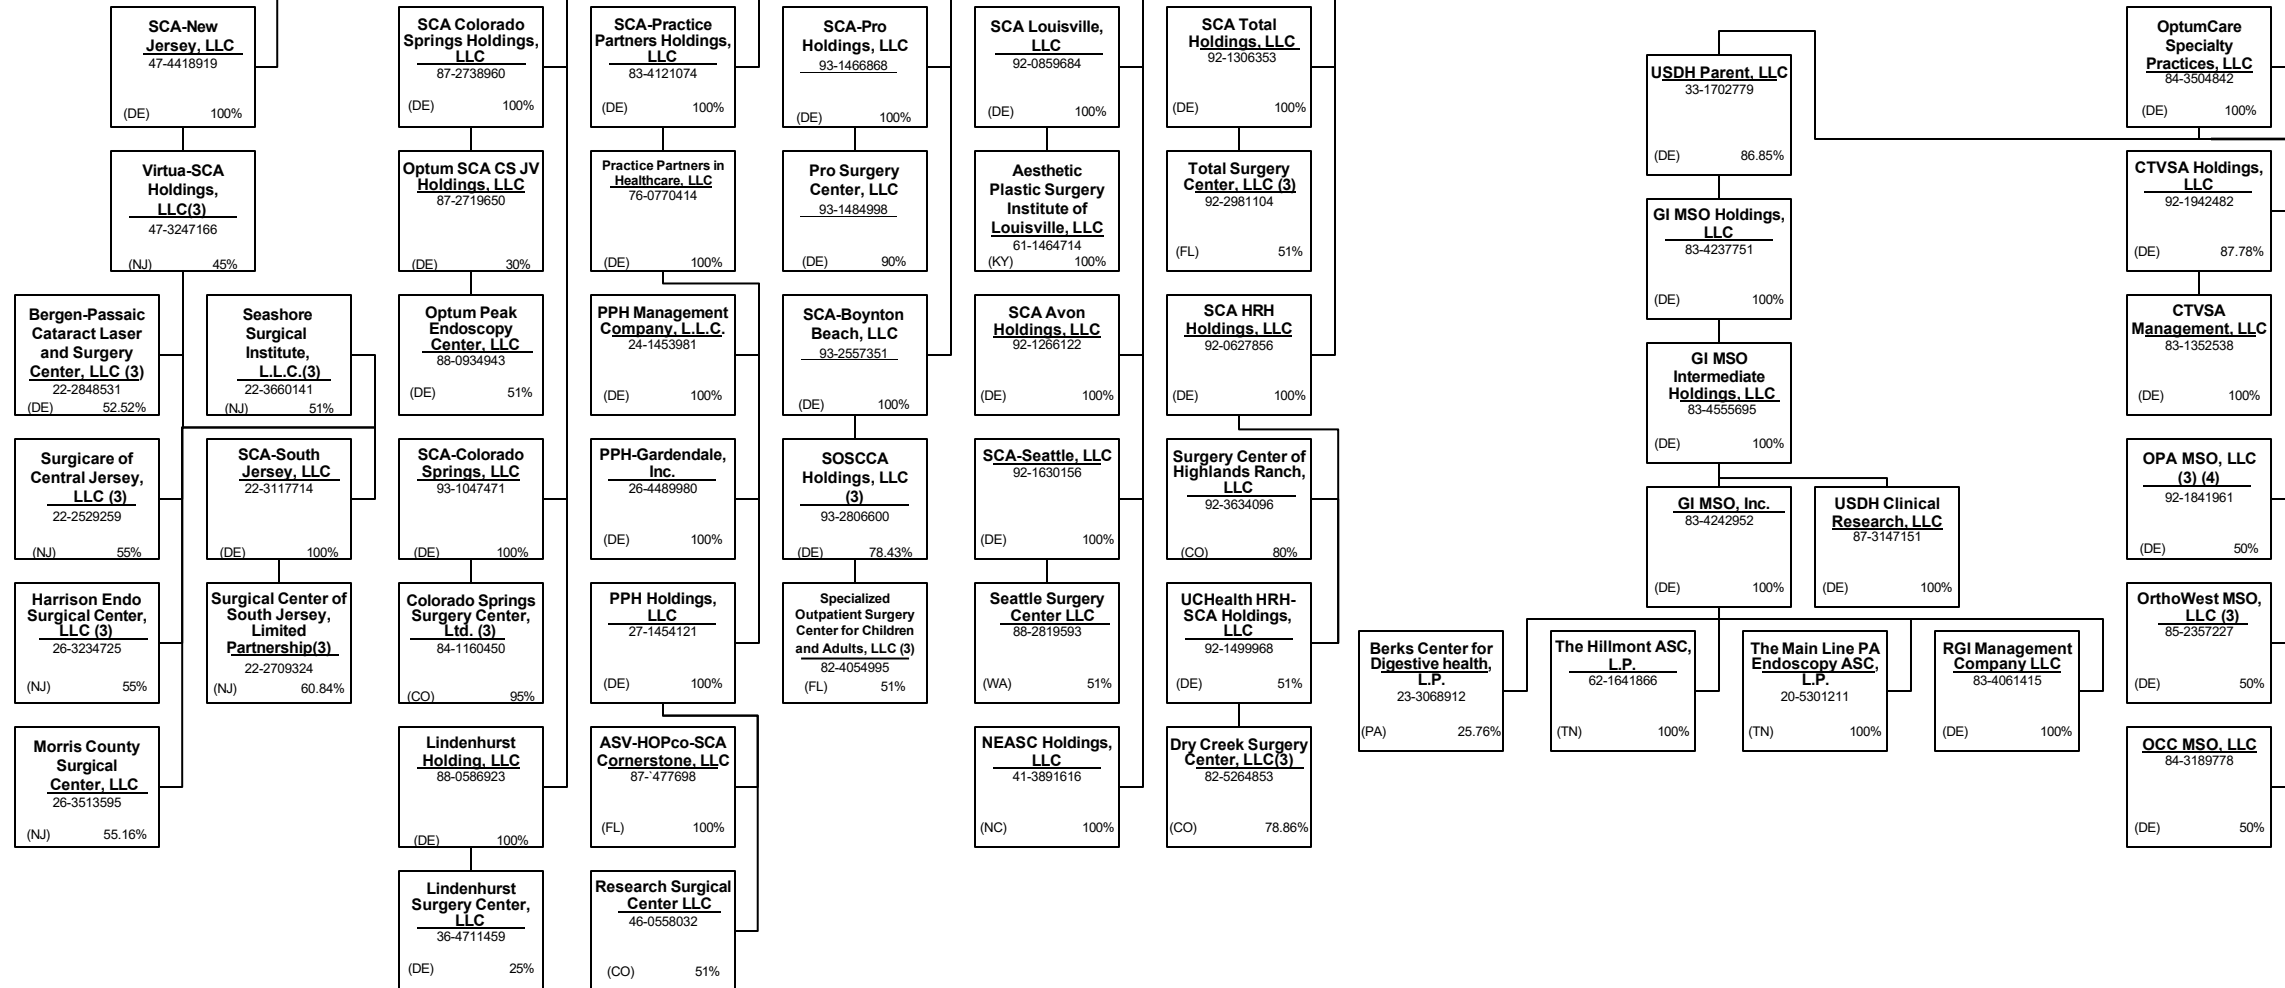 SCA-New
Jersey, LLC
47-4418919
(DE) 100%
Virtua-SCA
Holdings,
LLC(3)
47-3247166
(NJ) 45%
Bergen-Passaic
Cataract Laser
and Surgery
Center, LLC (3)
22-2848531
(DE) 52.52%
Seashore
Surgical
Institute,
L.L.C.(3)
22-3660141
(NJ) 51%
Surgicare of
Central Jersey,
LLC (3)
22-2529259
(NJ) 55%
SCA-South
Jersey, LLC
22-3117714
(DE) 100%
Harrison Endo
Surgical Center,
LLC (3)
26-3234725
(NJ) 55%
Surgical Center of
South Jersey,
Limited
Partnership(3)
22-2709324
(NJ) 60.84%
Morris County
Surgical
Center, LLC
26-3513595
(NJ) 55.16%
SCA Colorado
Springs Holdings,
LLC
87-2738960
(DE) 100%
Optum SCA CS JV
Holdings, LLC
87-2719650
(DE) 30%
Optum Peak
Endoscopy
Center, LLC
88-0934943
(DE) 51%
SCA-Colorado
Springs, LLC
93-1047471
(DE) 100%
Colorado Springs
Surgery Center,
Ltd. (3)
84-1160450
(CO) 95%
Lindenhurst
Holding, LLC
88-0586923
(DE) 100%
Lindenhurst
Surgery Center,
LLC
36-4711459
(DE) 25%
SCA-Practice
Partners Holdings,
LLC
83-4121074
(DE) 100%
Practice Partners in
Healthcare, LLC
76-0770414
(DE) 100%
PPH Management
Company, L.L.C.
24-1453981
(DE) 100%
PPH-Gardendale,
Inc.
26-4489980
(DE) 100%
PPH Holdings,
LLC
27-1454121
(DE) 100%
ASV-HOPco-SCA
Cornerstone, LLC
87-`477698
(FL) 100%
Research Surgical
Center LLC
46-0558032
(CO) 51%
SCA-Pro
Holdings, LLC
93-1466868
(DE) 100%
Pro Surgery
Center, LLC
93-1484998
(DE) 90%
SCA-Boynton
Beach, LLC
93-2557351
(DE) 100%
SOSCCA
Holdings, LLC
(3)
93-2806600
(DE) 78.43%
Specialized
Outpatient Surgery
Center for Children
and Adults, LLC (3)
82-4054995
(FL) 51%
SCA Louisville,
LLC
92-0859684
(DE) 100%
Aesthetic
Plastic Surgery
Institute of
Louisville, LLC
61-1464714
(KY) 100%
SCA Avon
Holdings, LLC
92-1266122
(DE) 100%
SCA-Seattle, LLC
92-1630156
(DE) 100%
Seattle Surgery
Center LLC
88-2819593
(WA) 51%
NEASC Holdings,
LLC
41-3891616
(NC) 100%
SCA Total
Holdings, LLC
92-1306353
(DE) 100%
Total Surgery
Center, LLC (3)
92-2981104
(FL) 51%
SCA HRH
Holdings, LLC
92-0627856
(DE) 100%
Surgery Center of
Highlands Ranch,
LLC
92-3634096
(CO) 80%
UCHealth HRH-
SCA Holdings,
LLC
92-1499968
(DE) 51%
Dry Creek Surgery
Center, LLC(3)
82-5264853
(CO) 78.86%
USDH Parent, LLC
33-1702779
(DE) 86.85%
GI MSO Holdings,
LLC
83-4237751
(DE) 100%
GI MSO
Intermediate
Holdings, LLC
83-4555695
(DE) 100%
GI MSO, Inc.
83-4242952
(DE) 100%
USDH Clinical
Research, LLC
87-3147151
(DE) 100%
Berks Center for
Digestive health,
L.P.
23-3068912
(PA) 25.76%
The Hillmont ASC,
L.P.
62-1641866
(TN) 100%
The Main Line PA
Endoscopy ASC,
L.P.
20-5301211
(TN) 100%
RGI Management
Company LLC
83-4061415
(DE) 100%
OptumCare
Specialty
Practices, LLC
84-3504842
(DE) 100%
CTVSA Holdings,
LLC
92-1942482
(DE) 87.78%
CTVSA
Management, LLC
83-1352538
(DE) 100%
OPA MSO, LLC
(3) (4)
92-1841961
(DE) 50%
OrthoWest MSO,
LLC (3)
85-2357227
(DE) 50%
OCC MSO, LLC
84-3189778
(DE) 50%